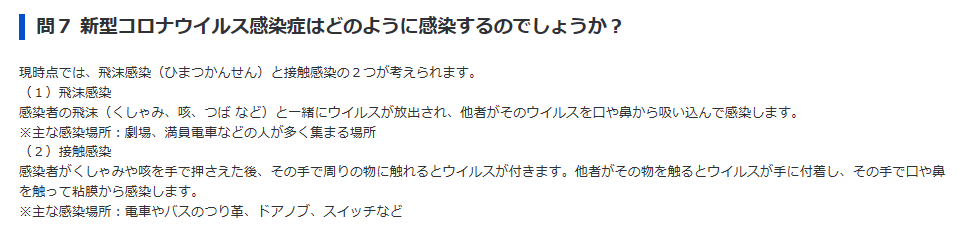 問７ 新型コロナウイルス感染症はどのように感染するのでしょうか？
現時点では、飛沫感染（ひまつかんせん）と接触感染の２つが考えられます。
（１）飛沫感染
感染者の飛沫（くしゃみ、咳、つば など）と一緒にウイルスが放出され、他者がそのウイルスを口や鼻から吸い込んで感染します。
※主な感染場所：劇場、満員電車などの人が多く集まる場所
（２）接触感染
感染者がくしゃみや咳を手で押さえた後、その手で周りの物に触れるとウイルスが付きます。他者がその物を触るとウイルスが手に付着し、その手で口や鼻
を触って粘膜から感染します。
※主な感染場所：電車やバスのつり革、ドアノブ、スイッチなど